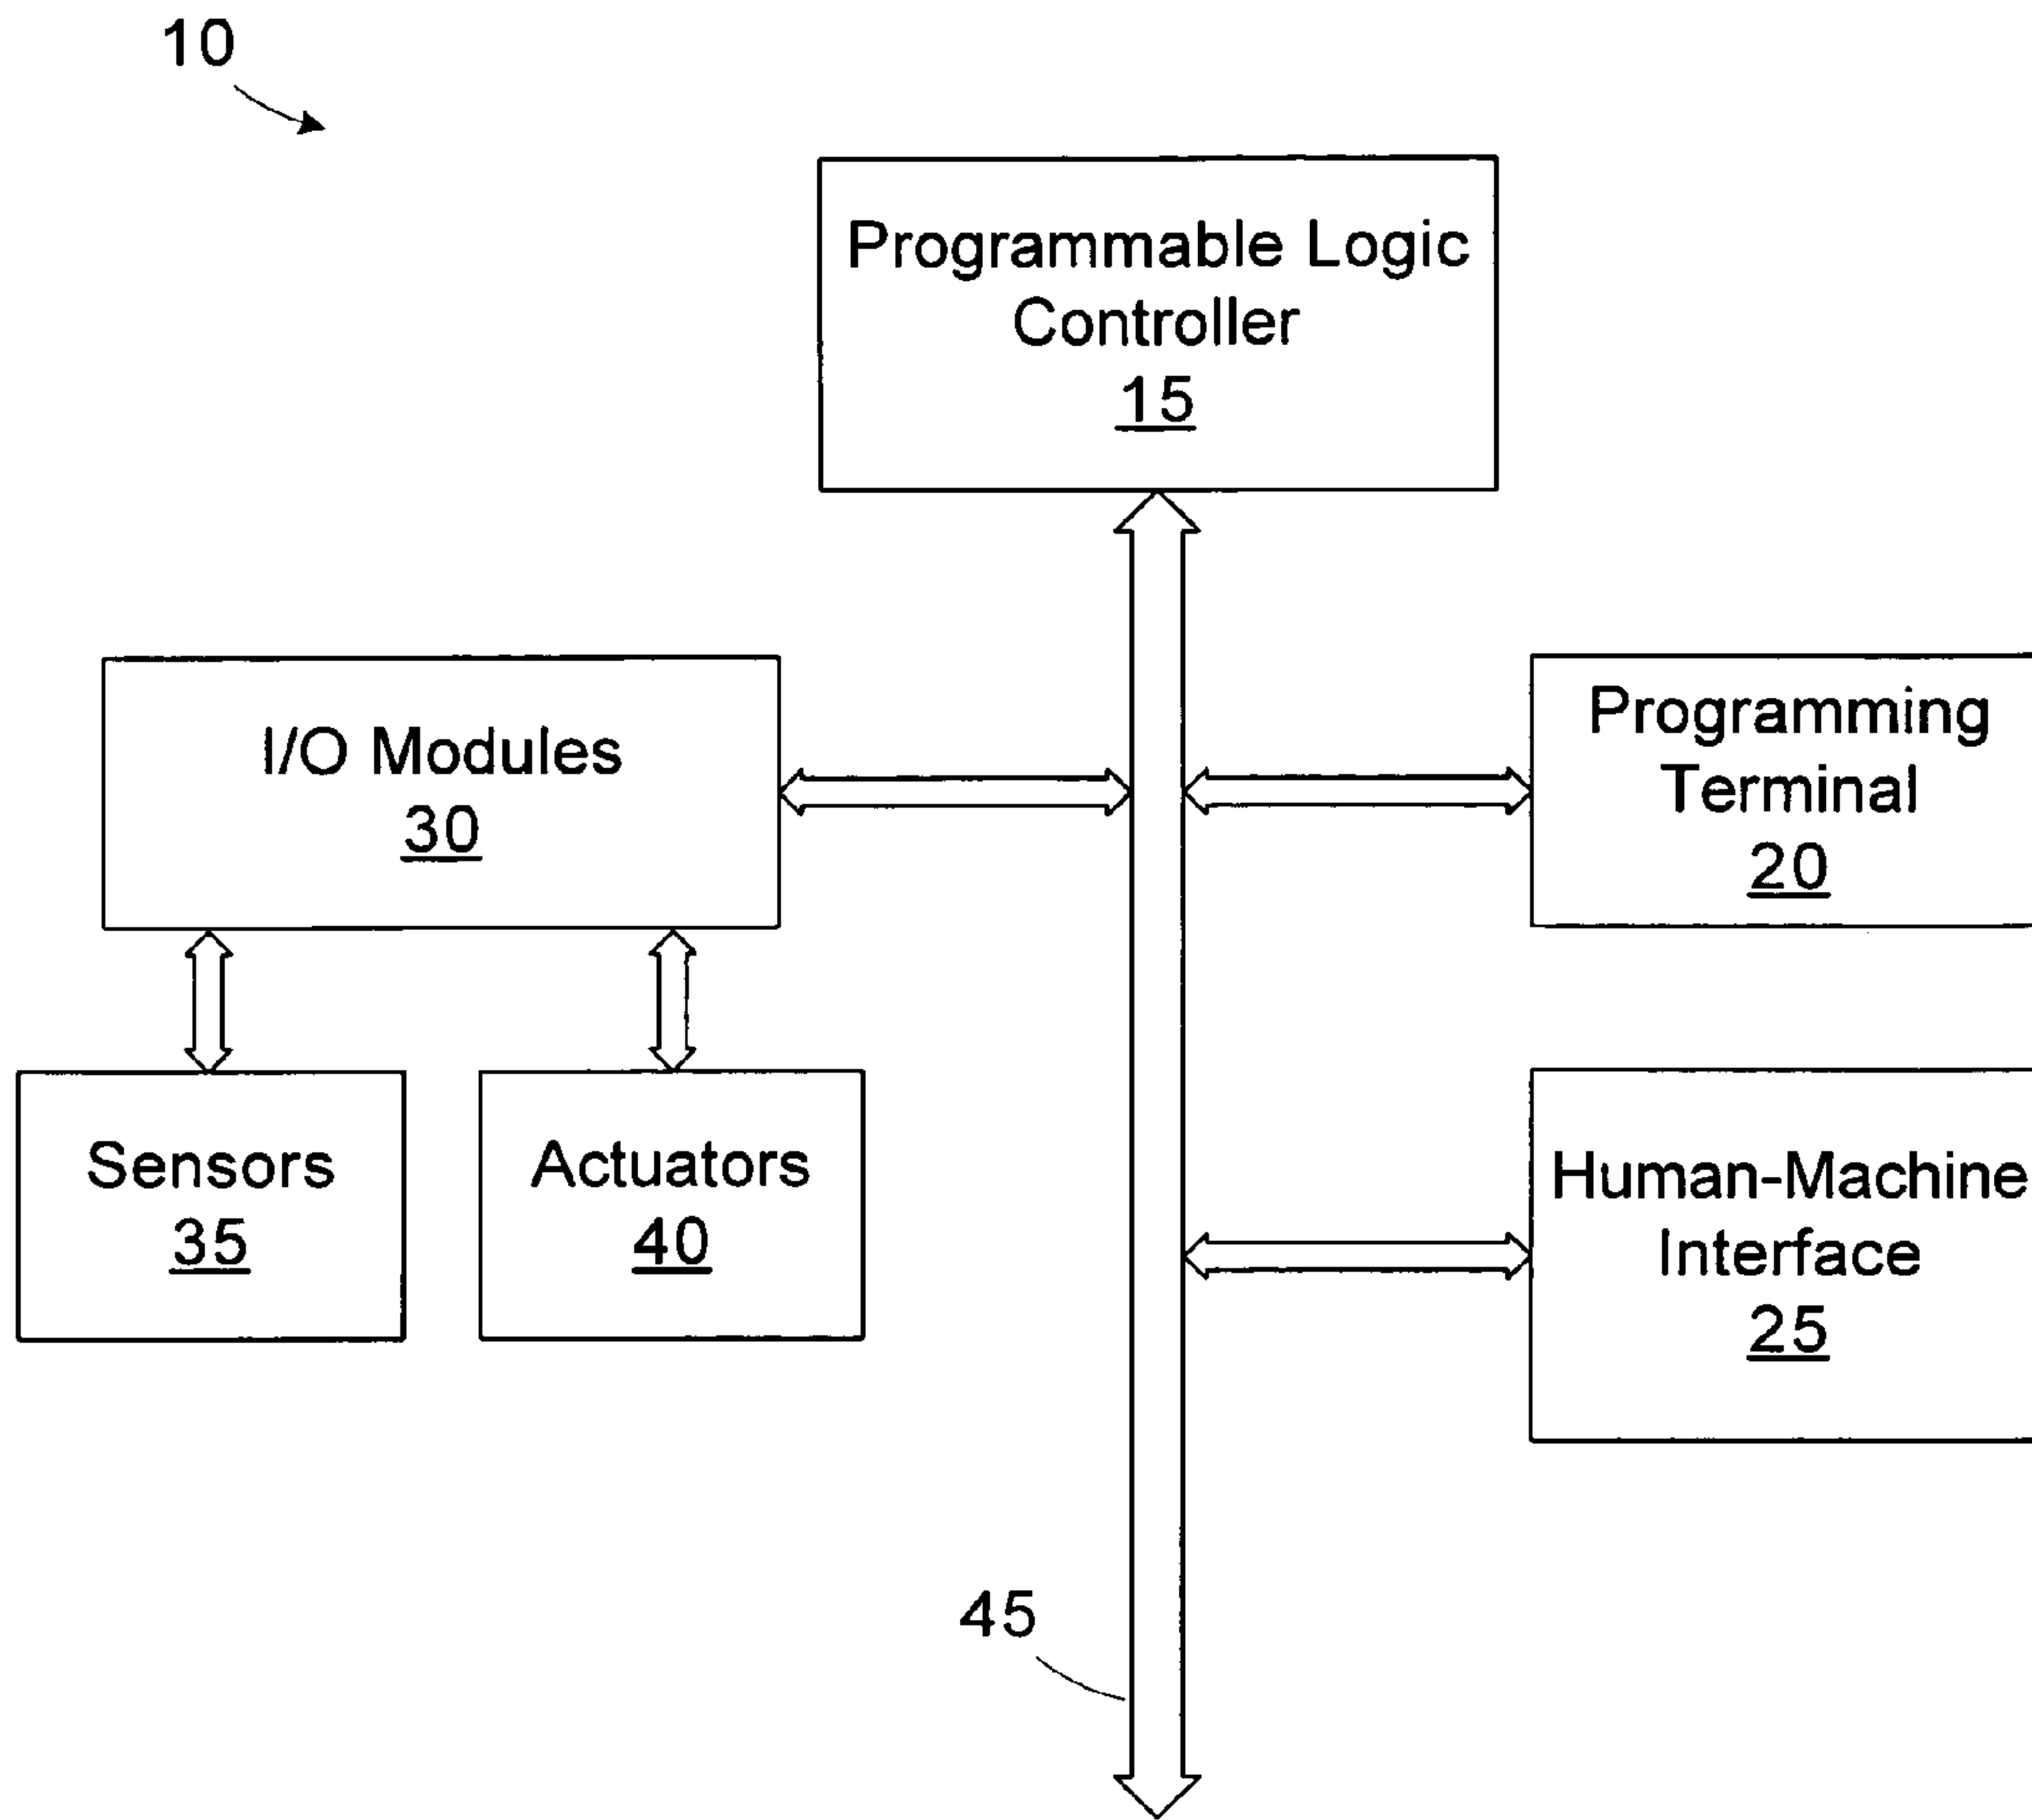 10
Programmable Logic
Controller
15
I/O Modules
30
Programming
Terminal
20
Sensors
35
Actuators
40
Human-Machine
Interface
25
45